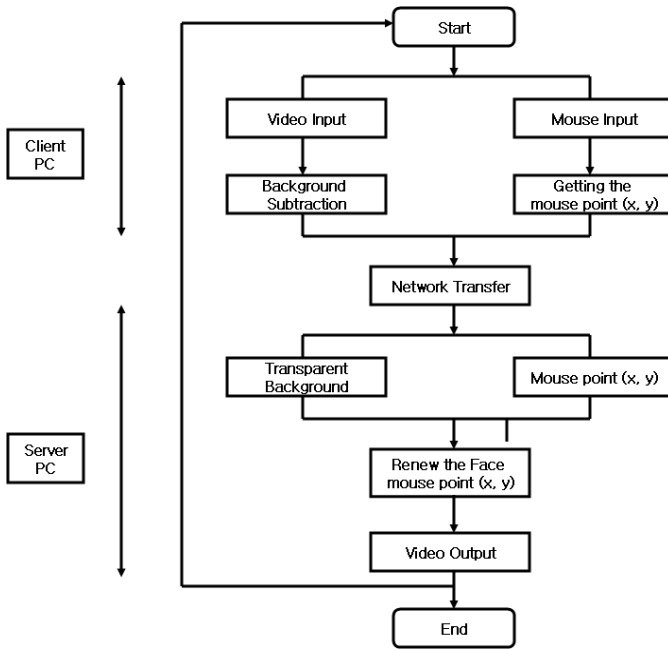 Start
Video Input
Mouse Input
Client
PC
Background
Subtraction
Getting the
mouse point (x, y)
Network Transfer
Transparent
Background
Mouse point (x, y)
Server
PC
Renew the Face
mouse point (x, y)
Video Output
End